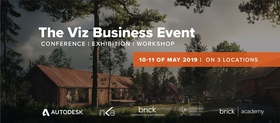 The Viz Business Event
CONFERENCE | EXHIBITION | WORKSHOP
10-11 OF MAY 2019 | ON 3 LOCATIONS
AUTODESK
brick
brick academy